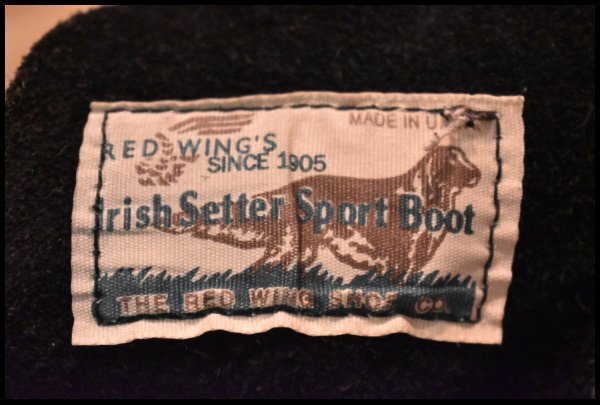 MADE IN U
RED WING'S
SINCE 1905
Irish Setter Sport Boot
THE RED WING SHOE CO.